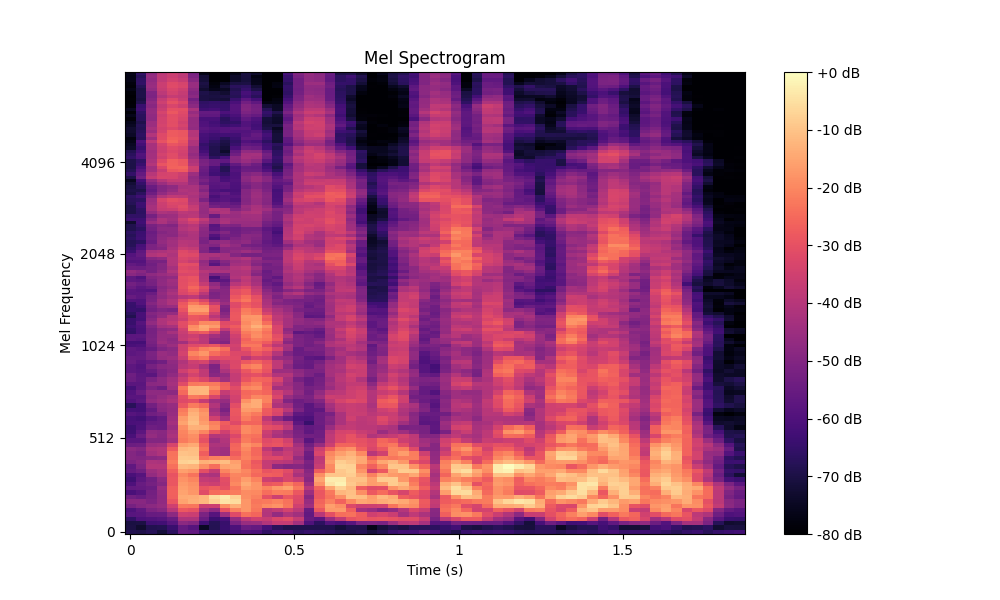 Mel Spectrogram
Mel Frequency
4096
2048
1024
512
0
0
0.5
1
1.5
Time (s)
+0 dB
-10 dB
-20 dB
-30 dB
-40 dB
-50 dB
-60 dB
-70 dB
-80 dB